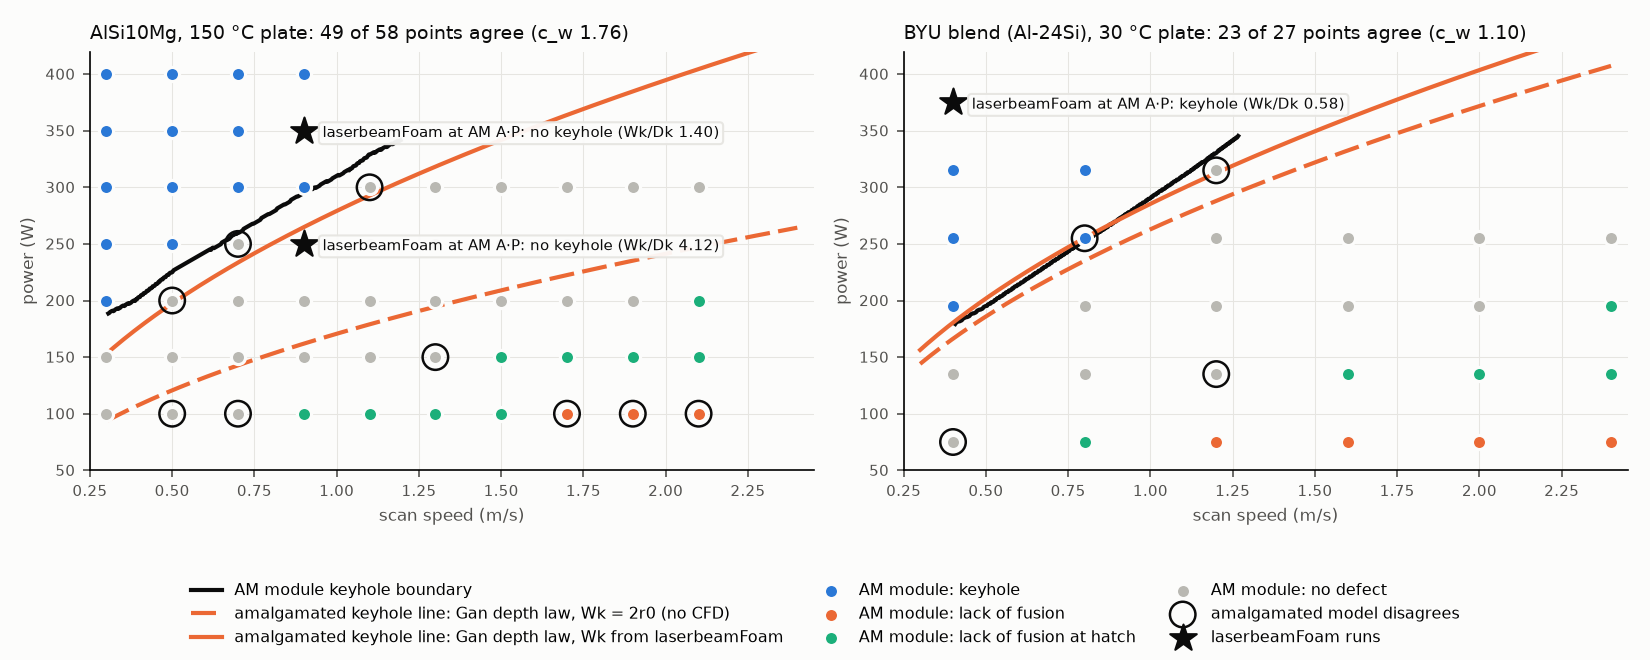 AlSi10Mg, 150 °C plate: 49 of 58 points agree (c_w 1.76)
400
350
300
250
200
150
100
50
power (W)
laserbeamFoam at AM A·P: no keyhole (Wk/Dk 1.40)
laserbeamFoam at AM A·P: no keyhole (Wk/Dk 4.12)
0.25 0.50 0.75 1.00 1.25 1.50 1.75 2.00 2.25
scan speed (m/s)
BYU blend (Al-24Si), 30 °C plate: 23 of 27 points agree (c_w 1.10)
400
350
300
250
200
150
100
50
power (W)
laserbeamFoam at AM A·P: keyhole (Wk/Dk 0.58)
0.25 0.50 0.75 1.00 1.25 1.50 1.75 2.00 2.25
scan speed (m/s)
AM module keyhole boundary
amalgamated keyhole line: Gan depth law, Wk = 2r0 (no CFD)
amalgamated keyhole line: Gan depth law, Wk from laserbeamFoam
AM module: keyhole
AM module: lack of fusion
AM module: lack of fusion at hatch
AM module: no defect
amalgamated model disagrees
laserbeamFoam runs